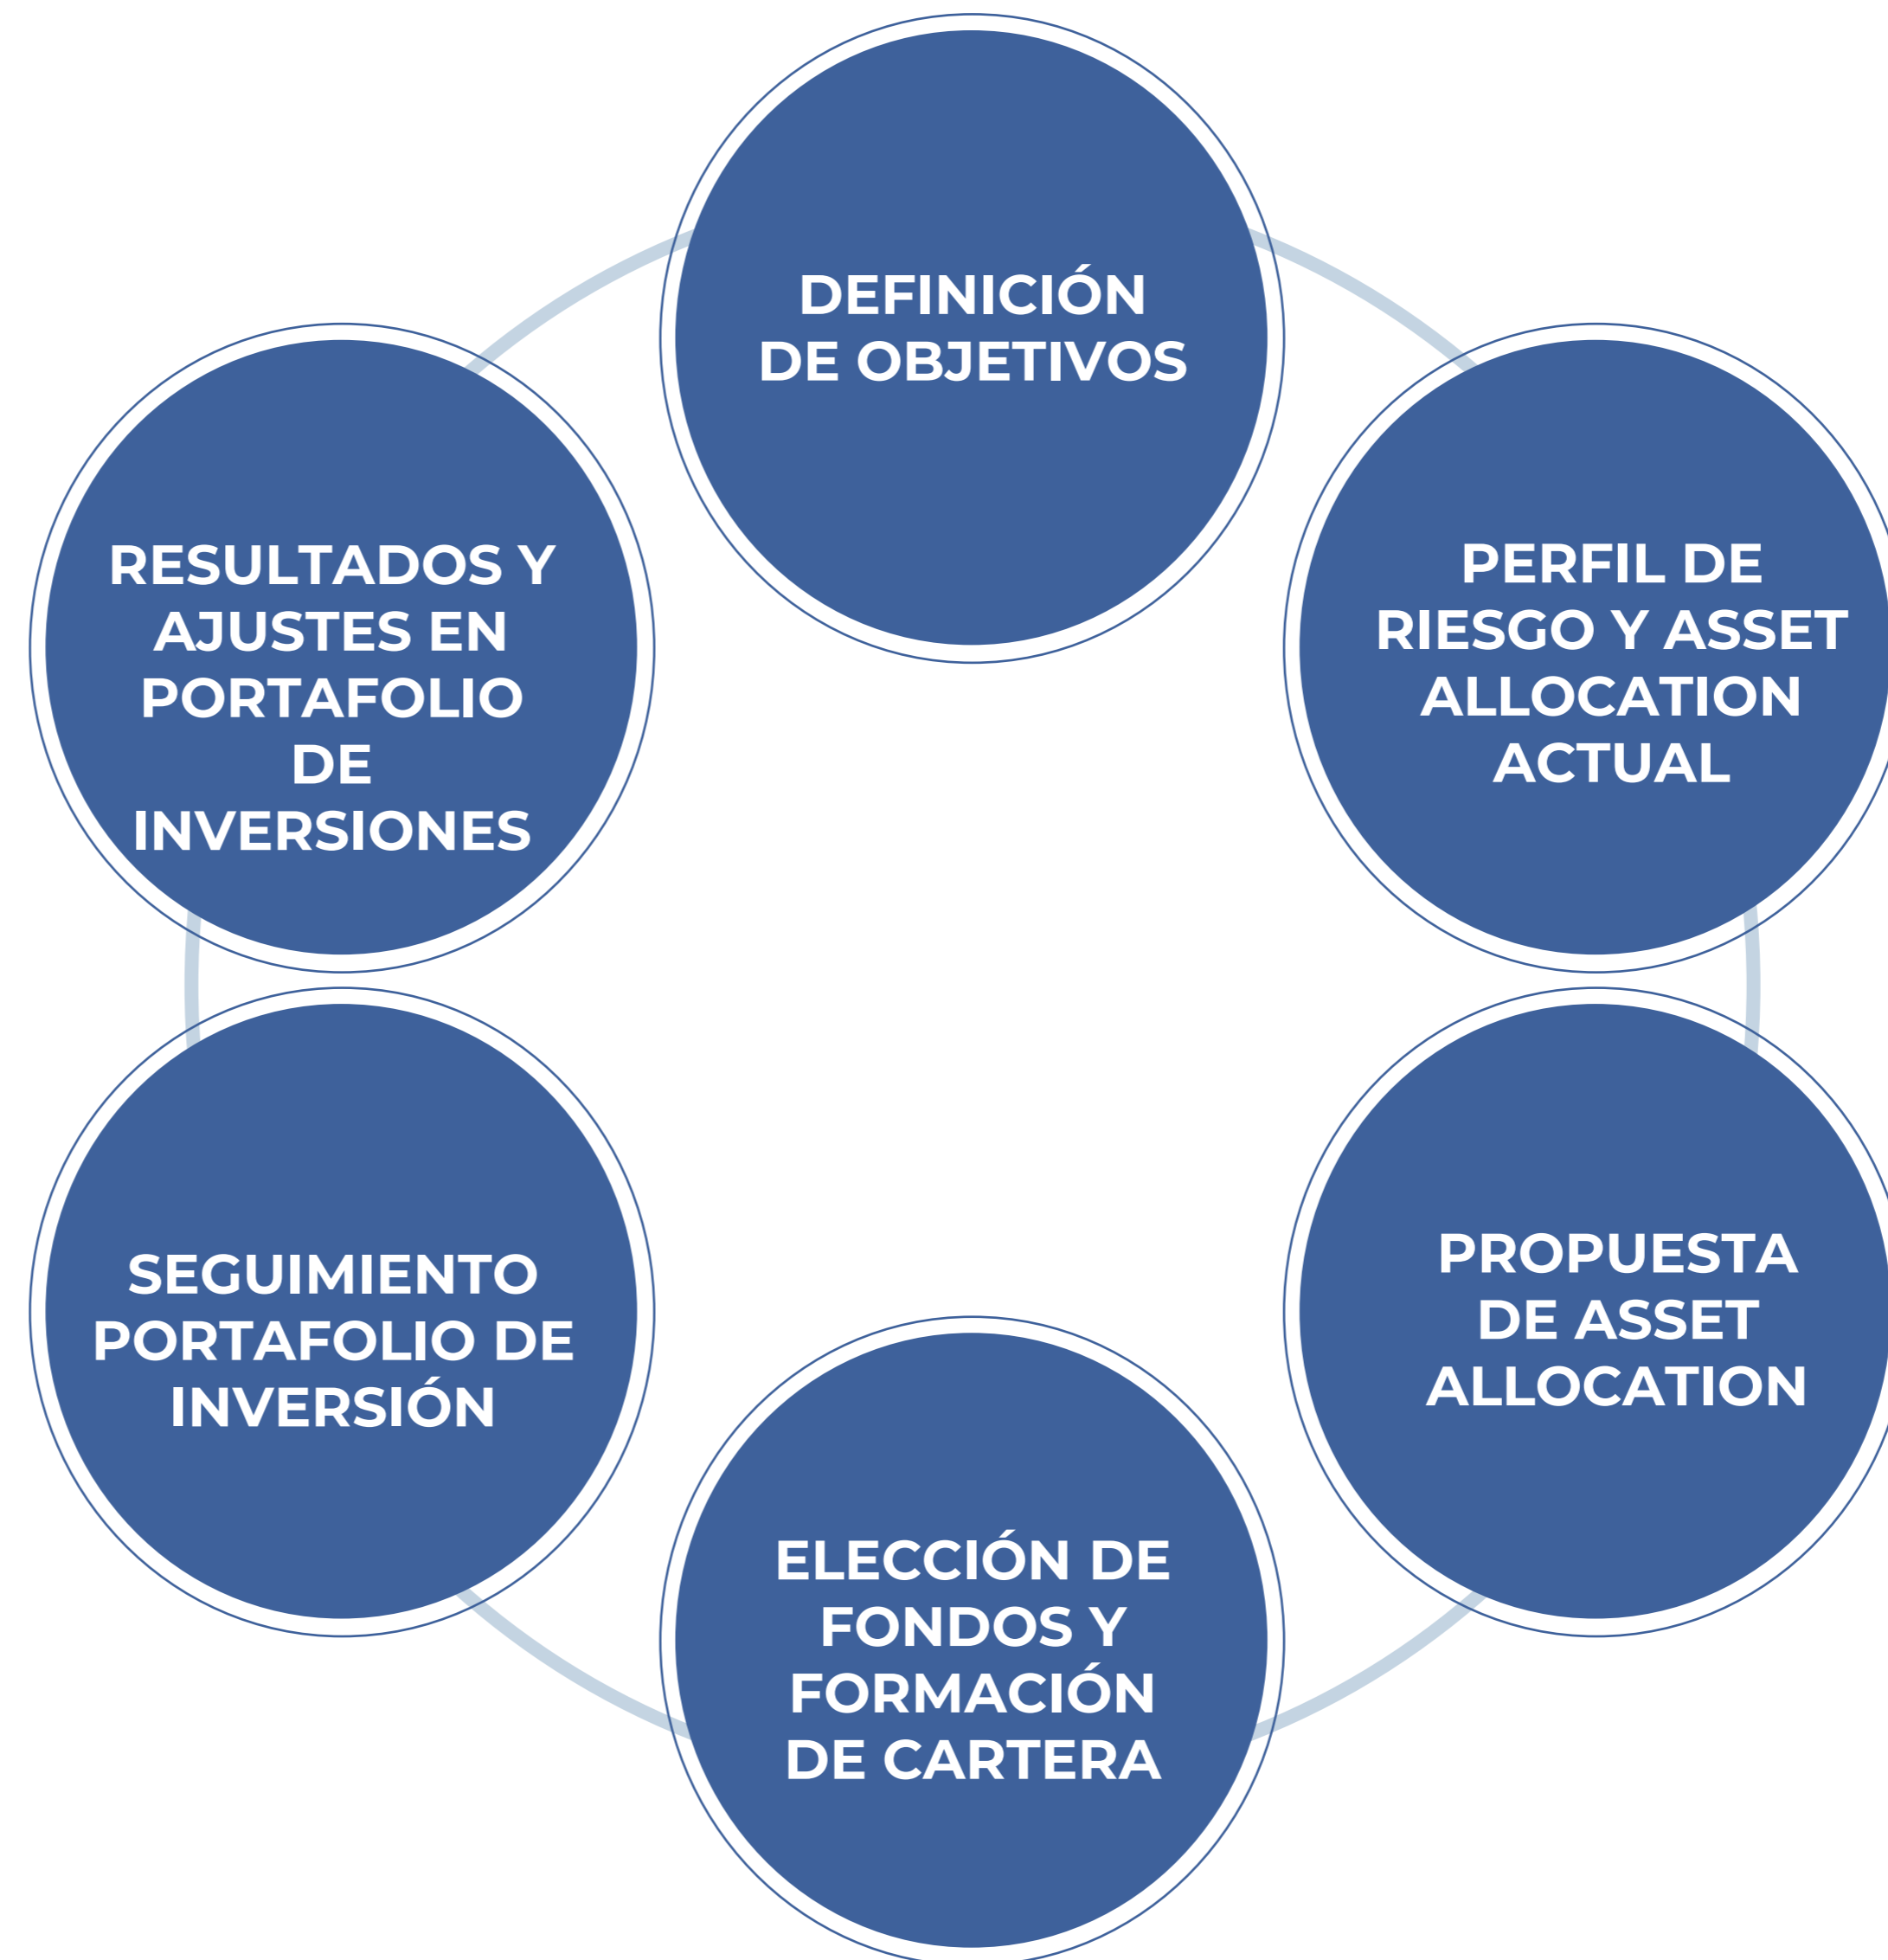 DEFINICIÓN
DE OBJETIVOS
PERFIL DE
RIESGO Y ASSET
ALLOCATION
ACTUAL
PROPUESTA
DE ASSET
ALLOCATION
ELECCIÓN DE
FONDOS Y
FORMACIÓN
DE CARTERA
SEGUIMIENTO
PORTAFOLIO DE
INVERSIÓN
RESULTADOS Y
AJUSTES EN
PORTAFOLIO
DE
INVERSIONES